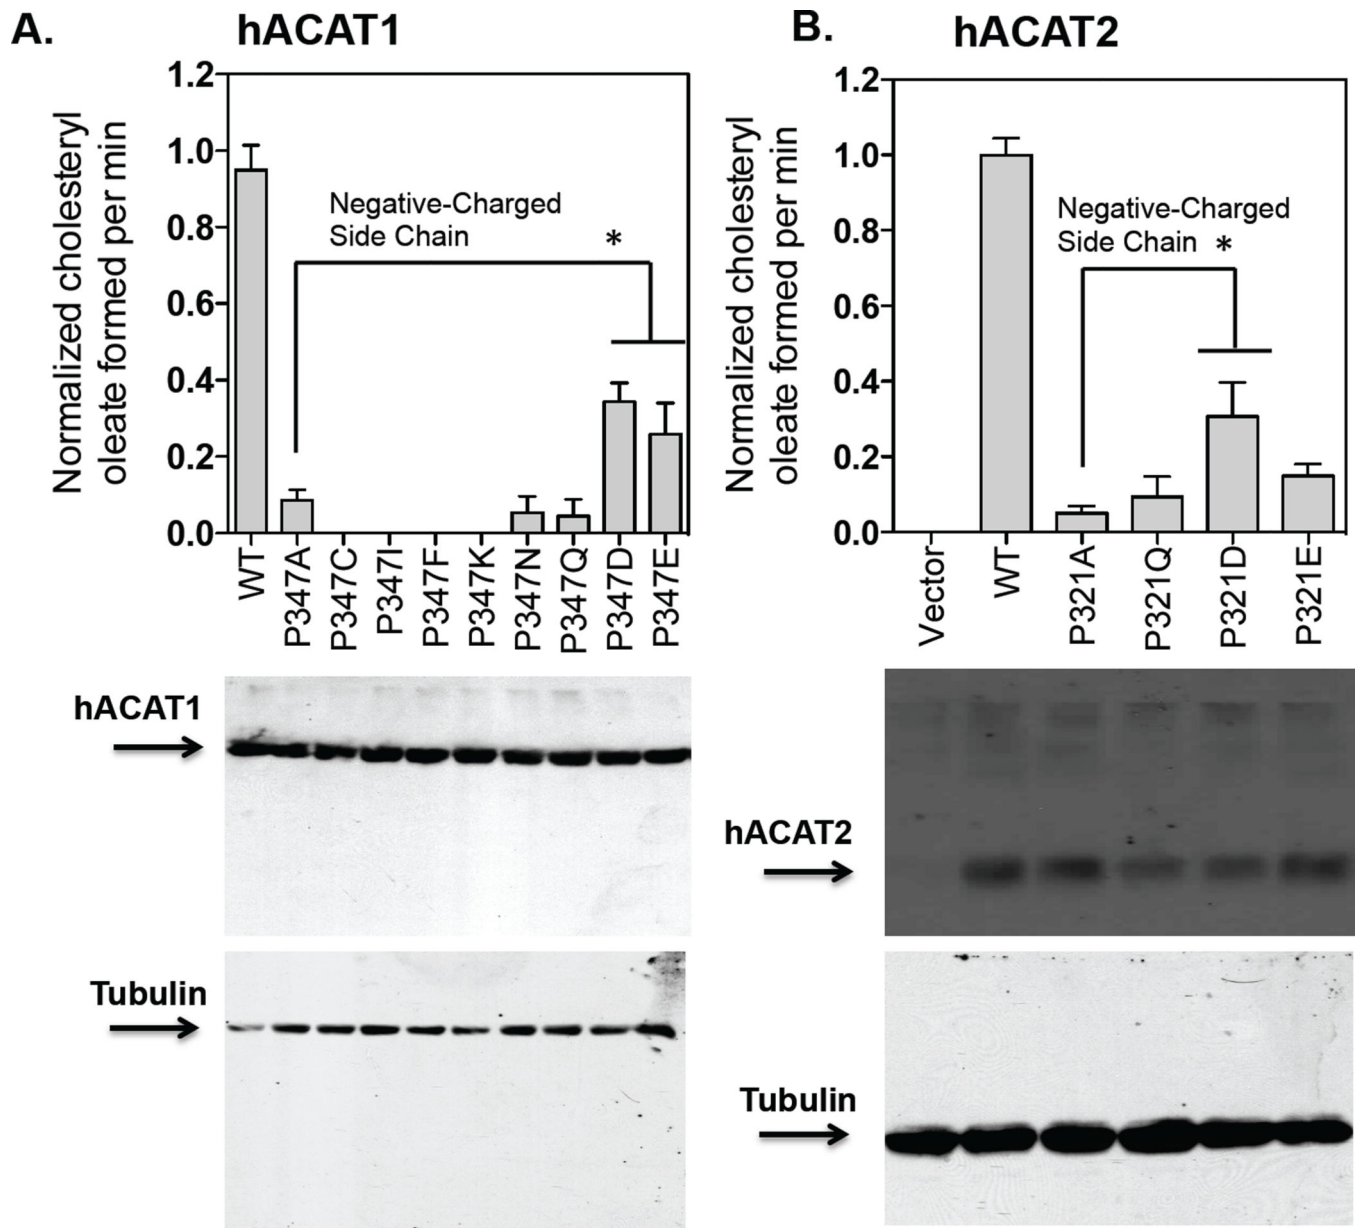 A.
hACAT1
Normalized cholesteryl
oleate formed per min
1.2
1.0
0.8
0.6
0.4
0.2
0.0
Negative-Charged
Side Chain
*
WT
P347A
P347C
P347I
P347F
P347K
P347N
P347Q
P347D
P347E
hACAT1
Tubulin
B.
hACAT2
Normalized cholesteryl
oleate formed per min
1.2
1.0
0.8
0.6
0.4
0.2
0.0
Negative-Charged
Side Chain *
Vector
WT
P321A
P321Q
P321D
P321E
hACAT2
Tubulin